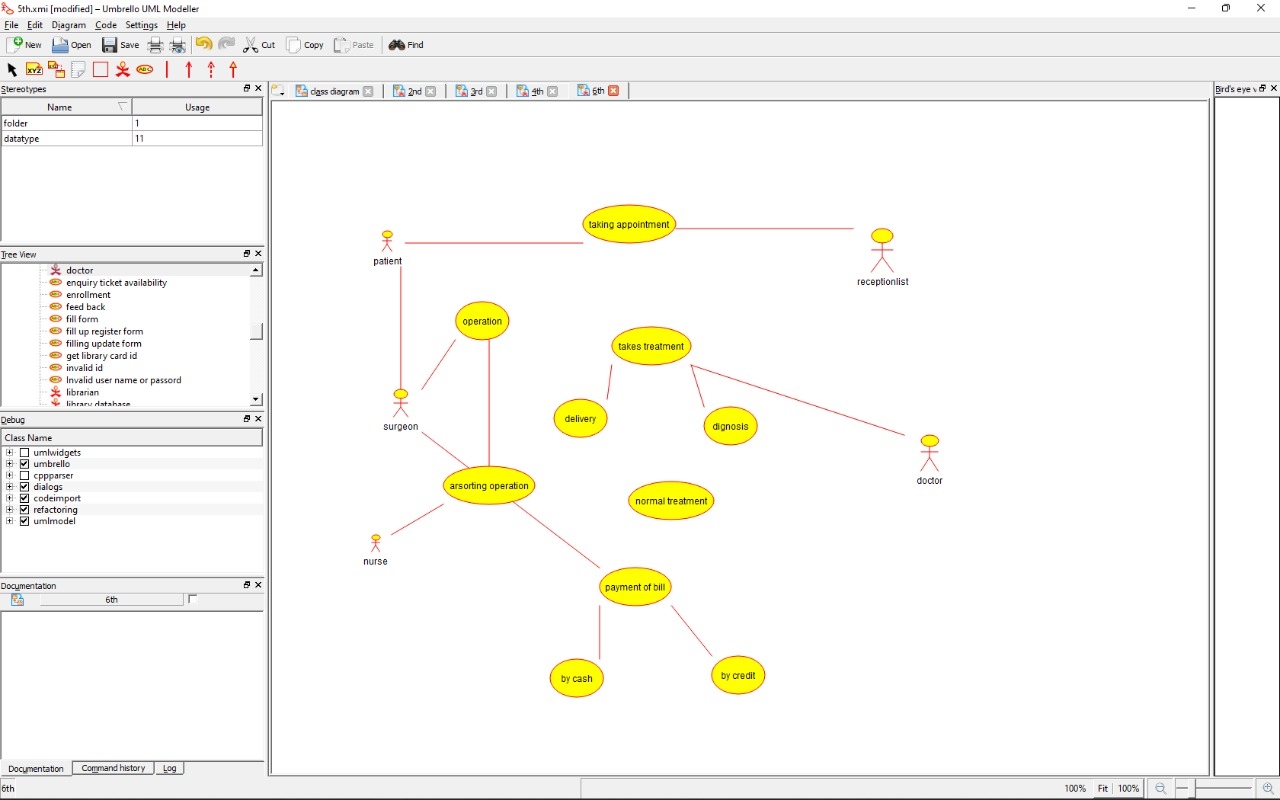 5th.xmi [modified] – Umbrello UML Modeller
File Edit Diagram Code Settings Help
New Open Save Cut Copy Paste Find
XYZ ABC
Stereotypes
Name Usage
folder 1
datatype 11
Tree View
doctor
enquiry ticket availability
enrollment
feed back
fill form
fill up register form
filling update form
get library card id
invalid id
Invalid user name or passord
librarian
library database
Debug
Class Name
umlwidgets
umbrello
cppparser
dialogs
codeimport
refactoring
umlmodel
Documentation
6th
Documentation Command history Log
6th
class diagram 2nd 3rd 4th 6th
taking appointment
patient
receptionlist
operation
takes treatment
delivery
dignosis
surgeon
doctor
arsorting operation
normal treatment
nurse
payment of bill
by cash
by credit
Bird's eye v
100% Fit 100%